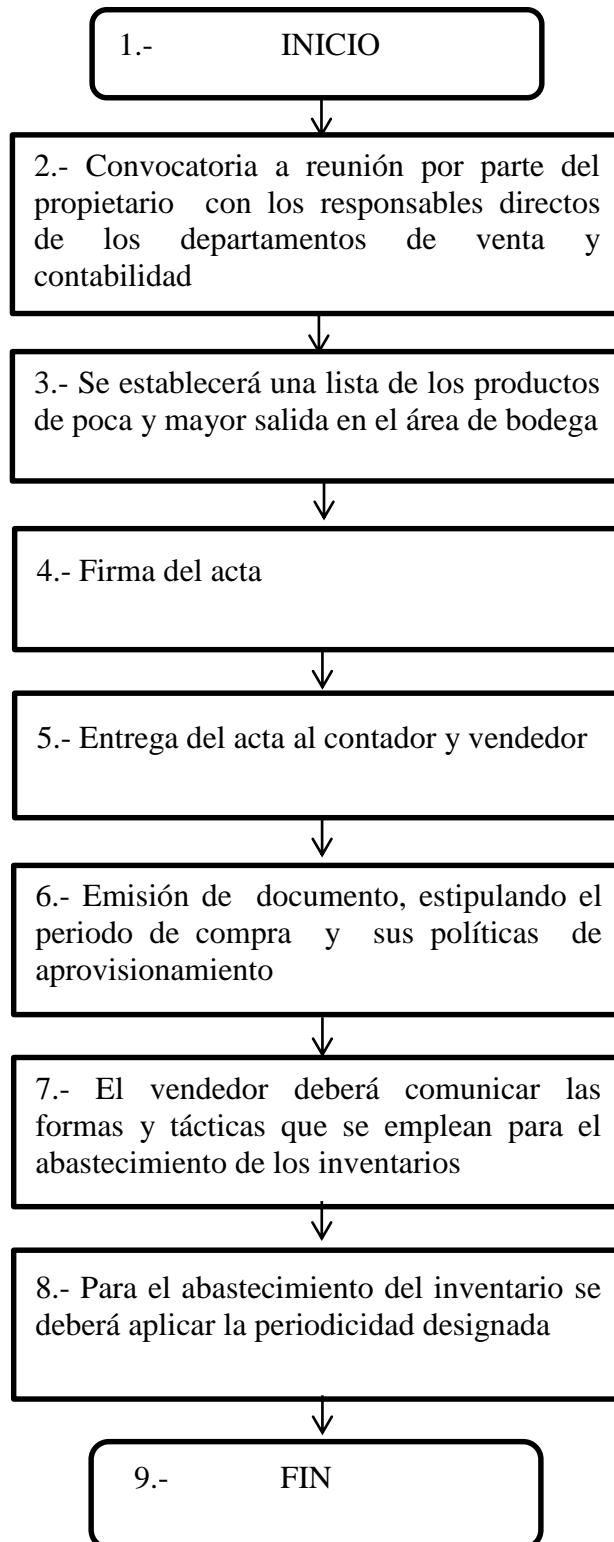 1.- INICIO
2.- Convocatoria a reunión por parte del
propietario con los responsables directos
de los departamentos de venta y
contabilidad
3.- Se establecerá una lista de los productos
de poca y mayor salida en el área de bodega
4.- Firma del acta
5.- Entrega del acta al contador y vendedor
6.- Emisión de documento, estipulando el
periodo de compra y sus políticas de
aprovisionamiento
7.- El vendedor deberá comunicar las
formas y tácticas que se emplean para el
abastecimiento de los inventarios
8.- Para el abastecimiento del inventario se
deberá aplicar la periodicidad designada
9.- FIN